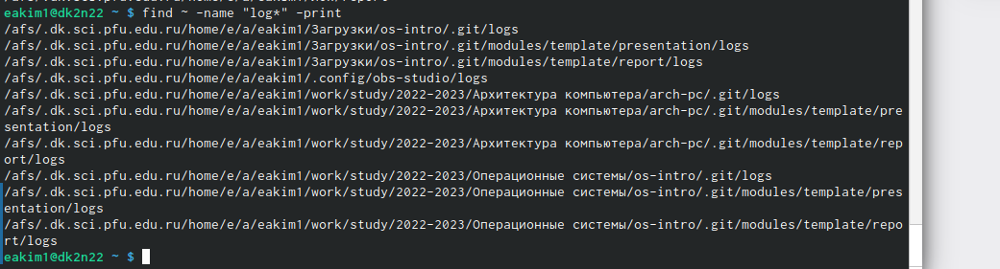 eakim1@dk2n22 ~ $ find ~ -name "log*" -print
/afs/.dk.sci.pfu.edu.ru/home/e/a/eakim1/Загрузки/os-intro/.git/logs
/afs/.dk.sci.pfu.edu.ru/home/e/a/eakim1/Загрузки/os-intro/.git/modules/template/presentation/logs
/afs/.dk.sci.pfu.edu.ru/home/e/a/eakim1/Загрузки/os-intro/.git/modules/template/report/logs
/afs/.dk.sci.pfu.edu.ru/home/e/a/eakim1/.config/obs-studio/logs
/afs/.dk.sci.pfu.edu.ru/home/e/a/eakim1/work/study/2022-2023/Архитектура компьютера/arch-pc/.git/logs
/afs/.dk.sci.pfu.edu.ru/home/e/a/eakim1/work/study/2022-2023/Архитектура компьютера/arch-pc/.git/modules/template/pre
sentation/logs
/afs/.dk.sci.pfu.edu.ru/home/e/a/eakim1/work/study/2022-2023/Архитектура компьютера/arch-pc/.git/modules/template/rep
ort/logs
/afs/.dk.sci.pfu.edu.ru/home/e/a/eakim1/work/study/2022-2023/Операционные системы/os-intro/.git/logs
/afs/.dk.sci.pfu.edu.ru/home/e/a/eakim1/work/study/2022-2023/Операционные системы/os-intro/.git/modules/template/pres
entation/logs
/afs/.dk.sci.pfu.edu.ru/home/e/a/eakim1/work/study/2022-2023/Операционные системы/os-intro/.git/modules/template/repo
rt/logs
eakim1@dk2n22 ~ $